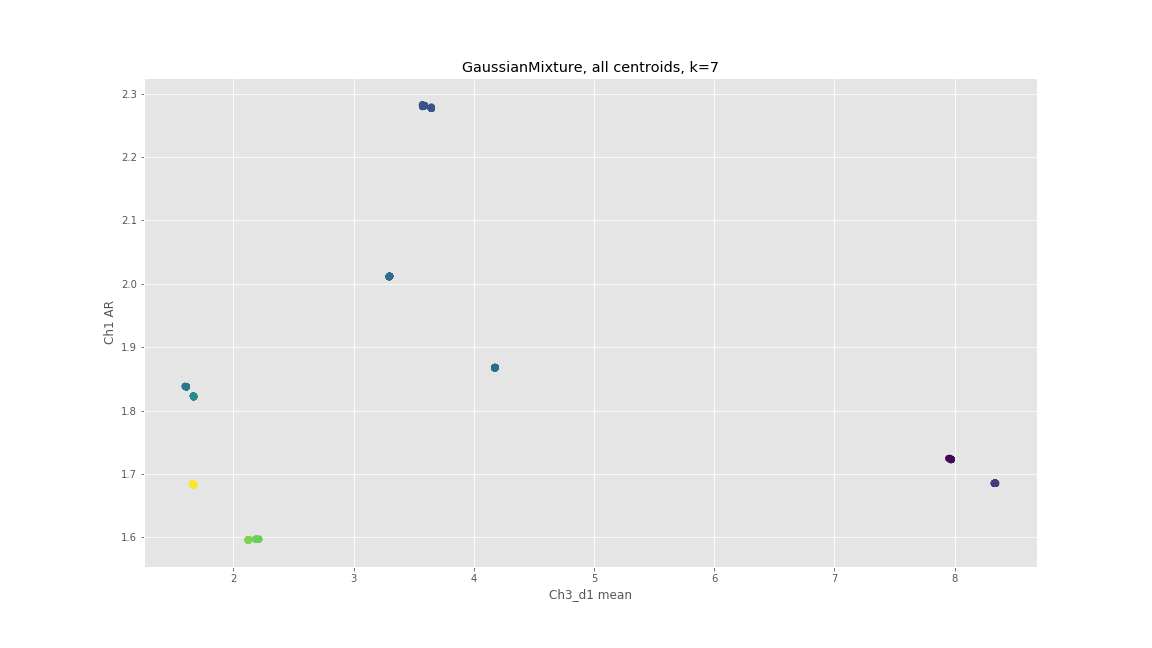 GaussianMixture, all centroids, k=7
2.3
2.2
2.1
2.0
1.9
1.8
1.7
1.6
Ch1 AR
2 3 4 5 6 7 8
Ch3_d1 mean